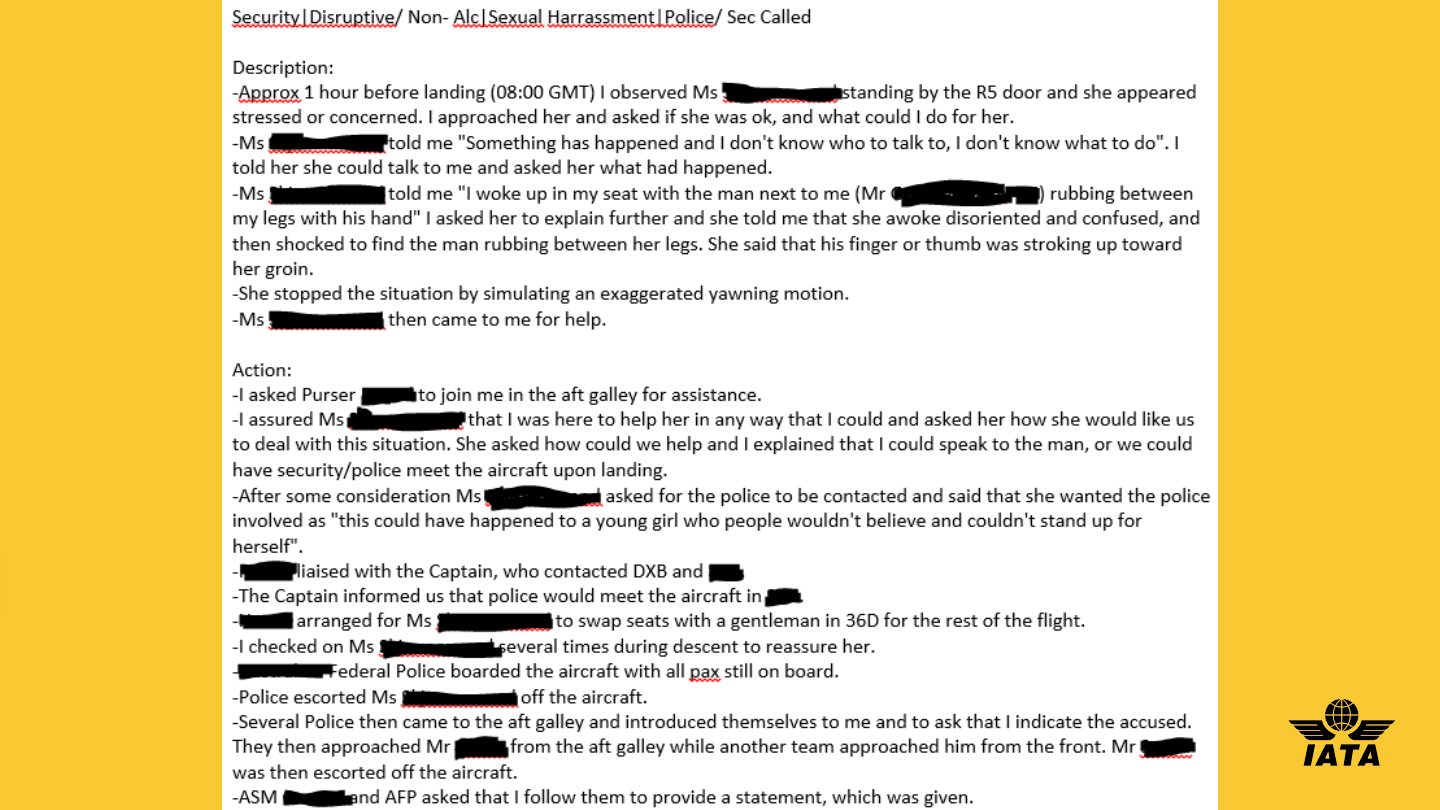 Security|Disruptive/ Non- Alc|Sexual Harrassment|Police/ Sec Called
Description:
-Approx 1 hour before landing (08:00 GMT) I observed Ms standing by the R5 door and she appeared
stressed or concerned. I approached her and asked if she was ok, and what could I do for her.
-Ms told me "Something has happened and I don't know who to talk to, I don't know what to do". I
told her she could talk to me and asked her what had happened.
-Ms told me "I woke up in my seat with the man next to me (Mr ) rubbing between
my legs with his hand" I asked her to explain further and she told me that she awoke disoriented and confused, and
then shocked to find the man rubbing between her legs. She said that his finger or thumb was stroking up toward
her groin.
-She stopped the situation by simulating an exaggerated yawning motion.
-Ms then came to me for help.
Action:
-I asked Purser to join me in the aft galley for assistance.
-I assured Ms that I was here to help her in any way that I could and asked her how she would like us
to deal with this situation. She asked how could we help and I explained that I could speak to the man, or we could
have security/police meet the aircraft upon landing.
-After some consideration Ms asked for the police to be contacted and said that she wanted the police
involved as "this could have happened to a young girl who people wouldn't believe and couldn't stand up for
herself".
- liaised with the Captain, who contacted DXB and
-The Captain informed us that police would meet the aircraft in
- arranged for Ms to swap seats with a gentleman in 36D for the rest of the flight.
-I checked on Ms several times during descent to reassure her.
- Federal Police boarded the aircraft with all pax still on board.
-Police escorted Ms off the aircraft.
-Several Police then came to the aft galley and introduced themselves to me and to ask that I indicate the accused.
They then approached Mr from the aft galley while another team approached him from the front. Mr
was then escorted off the aircraft.
-ASM and AFP asked that I follow them to provide a statement, which was given.
IATA